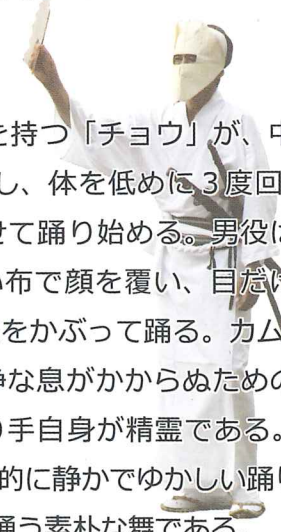 を持つ「チョウ」が、中
し、体を低めに３度回
せて踊り始める。男役は
い布で顔を覆い、目だけ
をかぶって踊る。カム
浄な息がかからぬための
り手自身が精霊である。
的に静かでゆかしい踊り
通う素朴な舞である